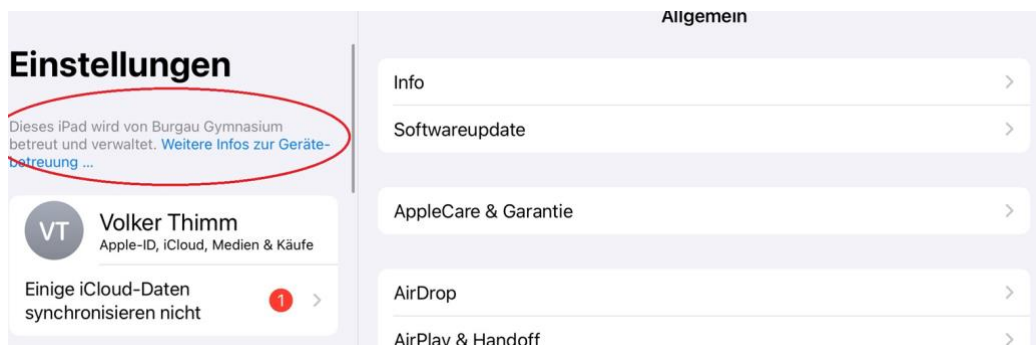 Allgemein
Einstellungen
Dieses iPad wird von Burgau Gymnasium
betreut und verwaltet. Weitere Infos zur Geräte-
betreuung ...
VT
Volker Thimm
Apple-ID, iCloud, Medien & Käufe
Einige iCloud-Daten
synchronisieren nicht
1
Info
Softwareupdate
AppleCare & Garantie
AirDrop
AirPlay & Handoff